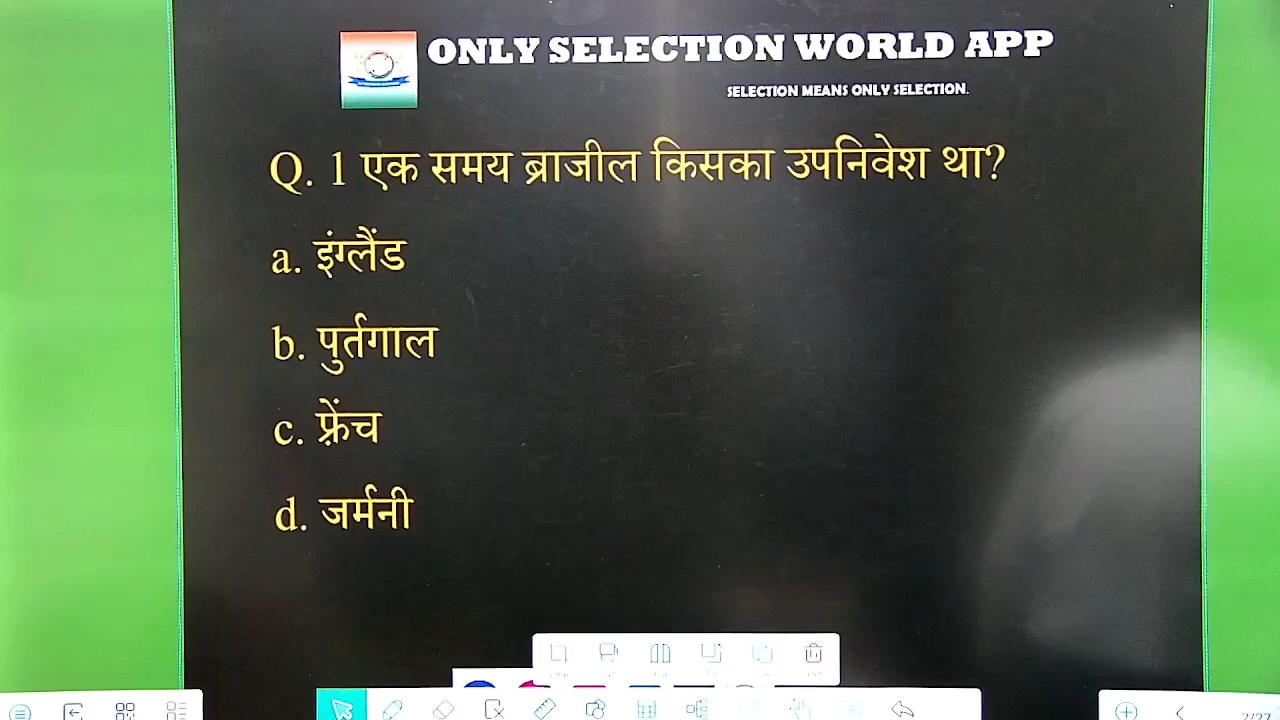 ONLY SELECTION WORLD APP
SELECTION MEANS ONLY SELECTION.
Q. 1 एक समय ब्राजील किसका उपनिवेश था?
a. इंग्लैंड
b. पुर्तगाल
c. फ्रेंच
d. जर्मनी